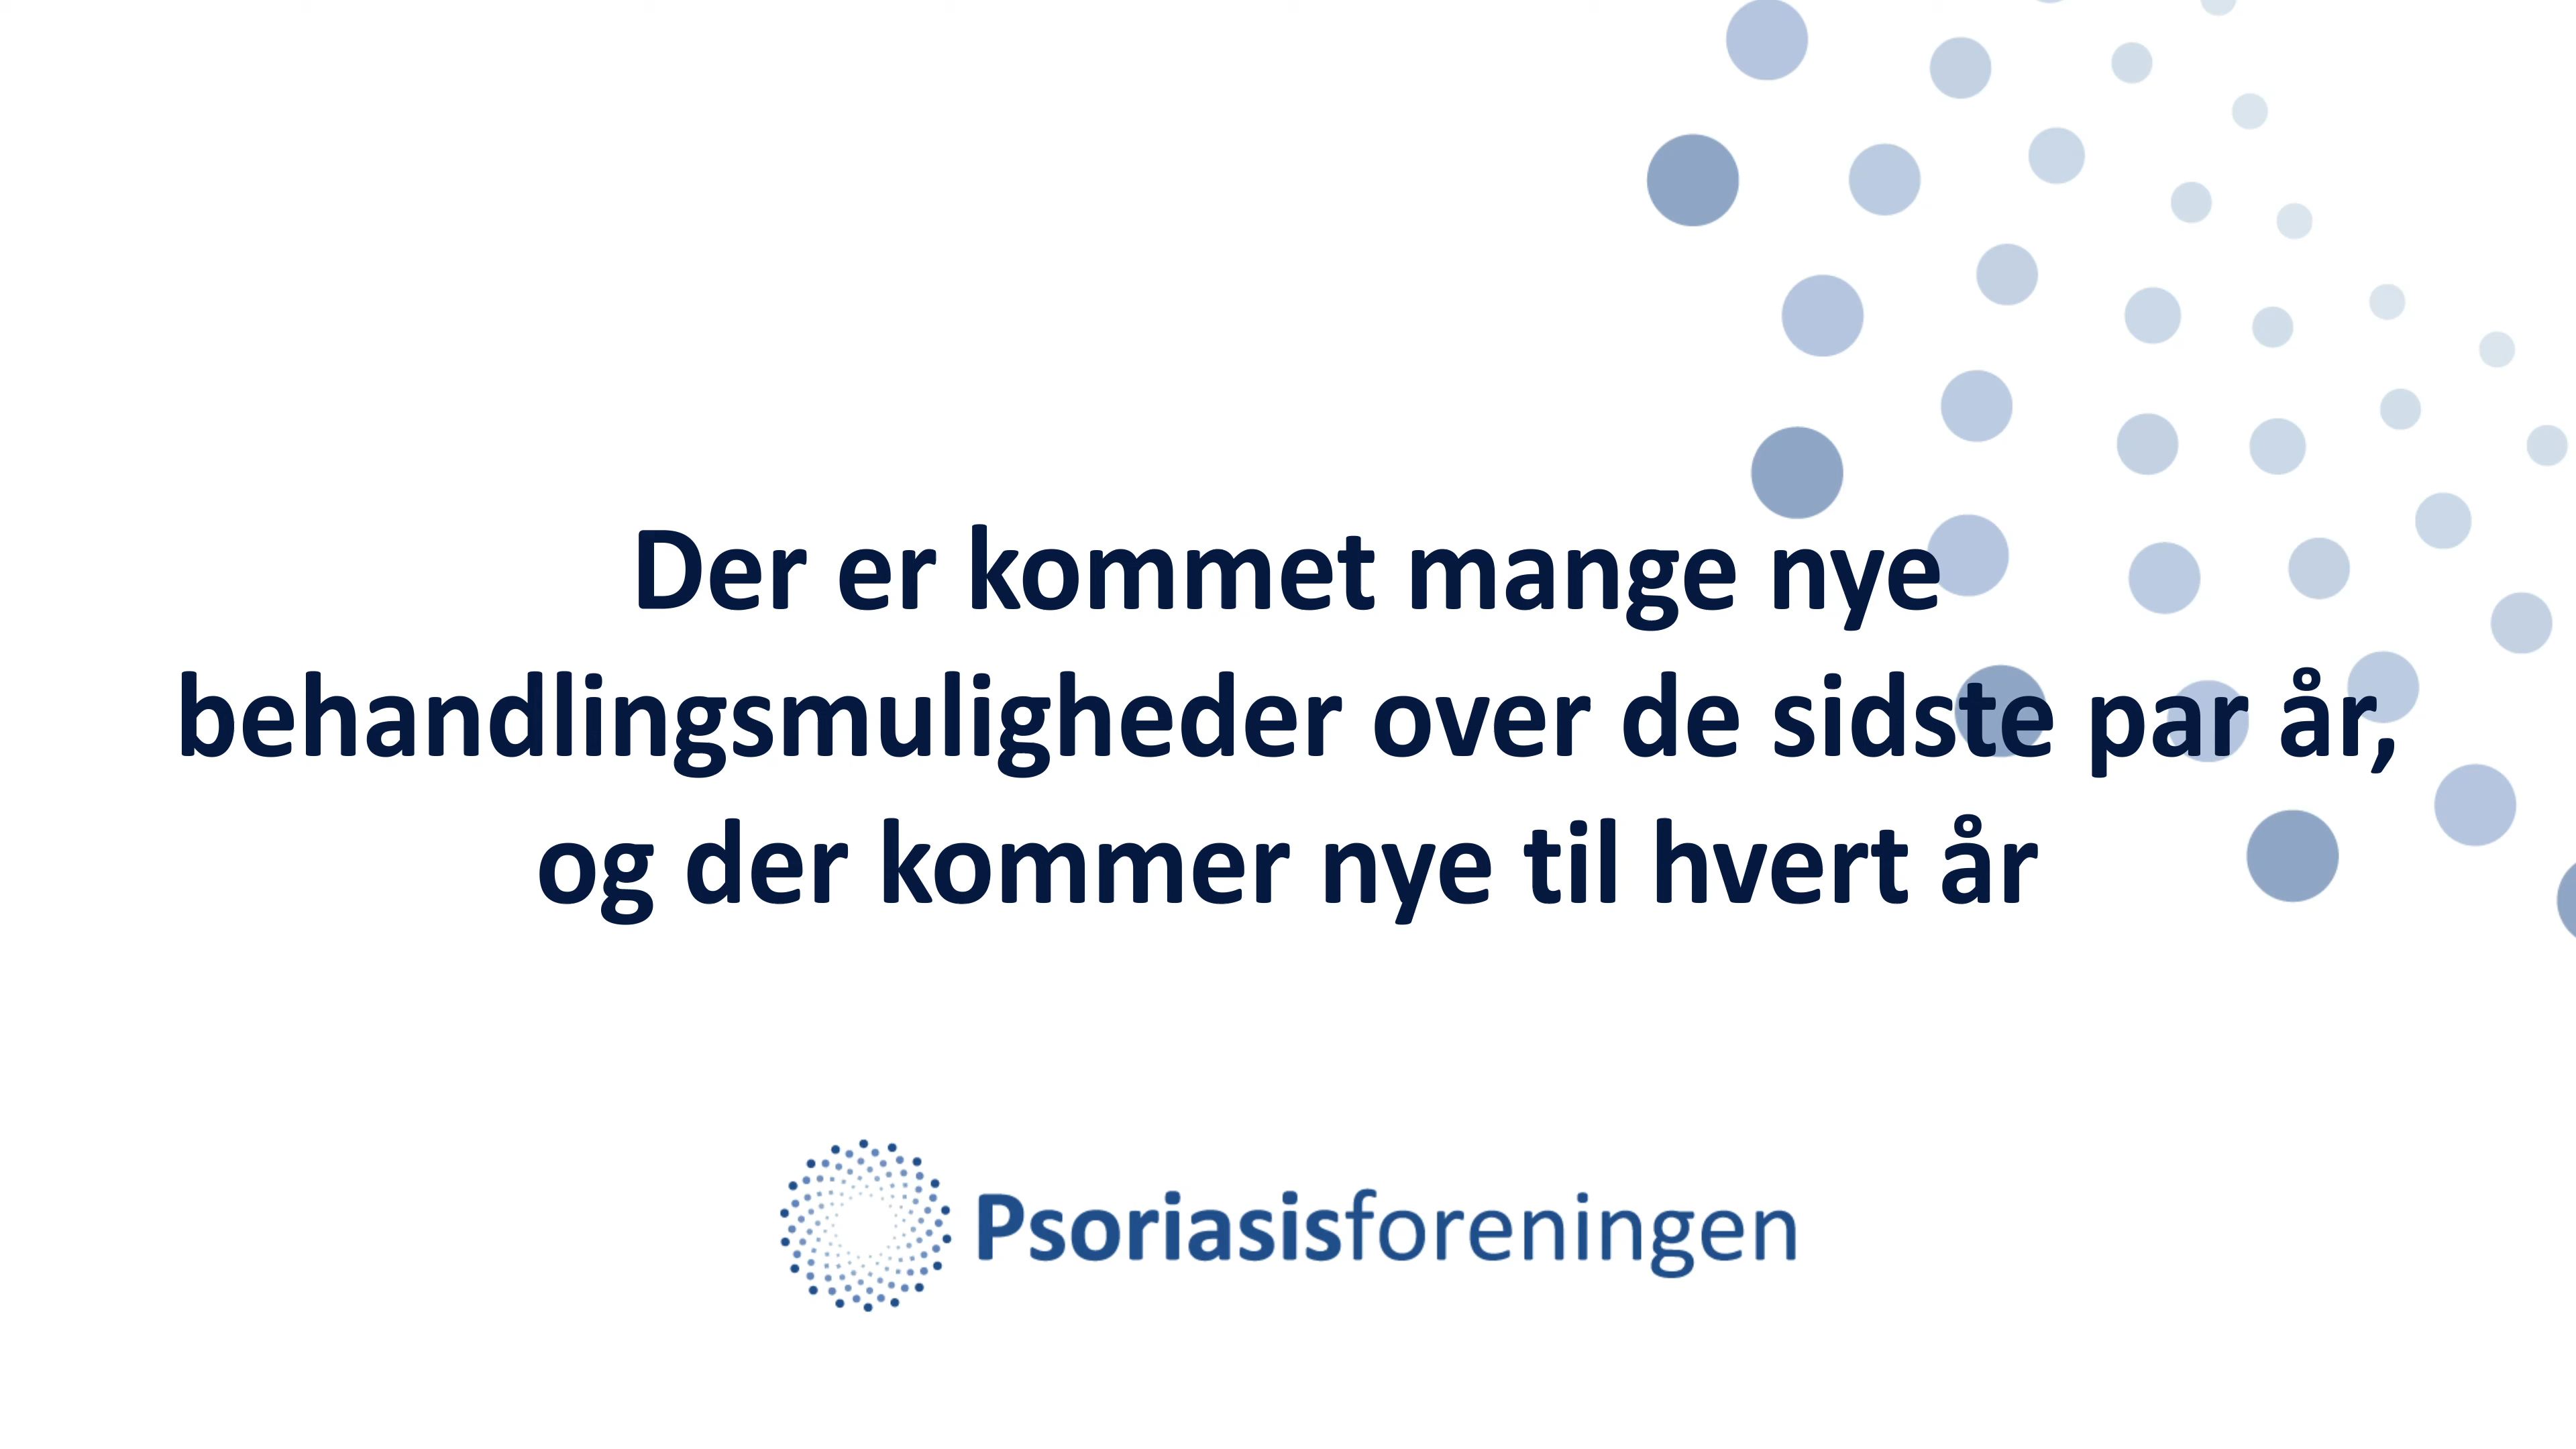 Der er kommet mange nye
behandlingsmuligheder over de sidste par år,
og der kommer nye til hvert år
Psoriasisforeningen